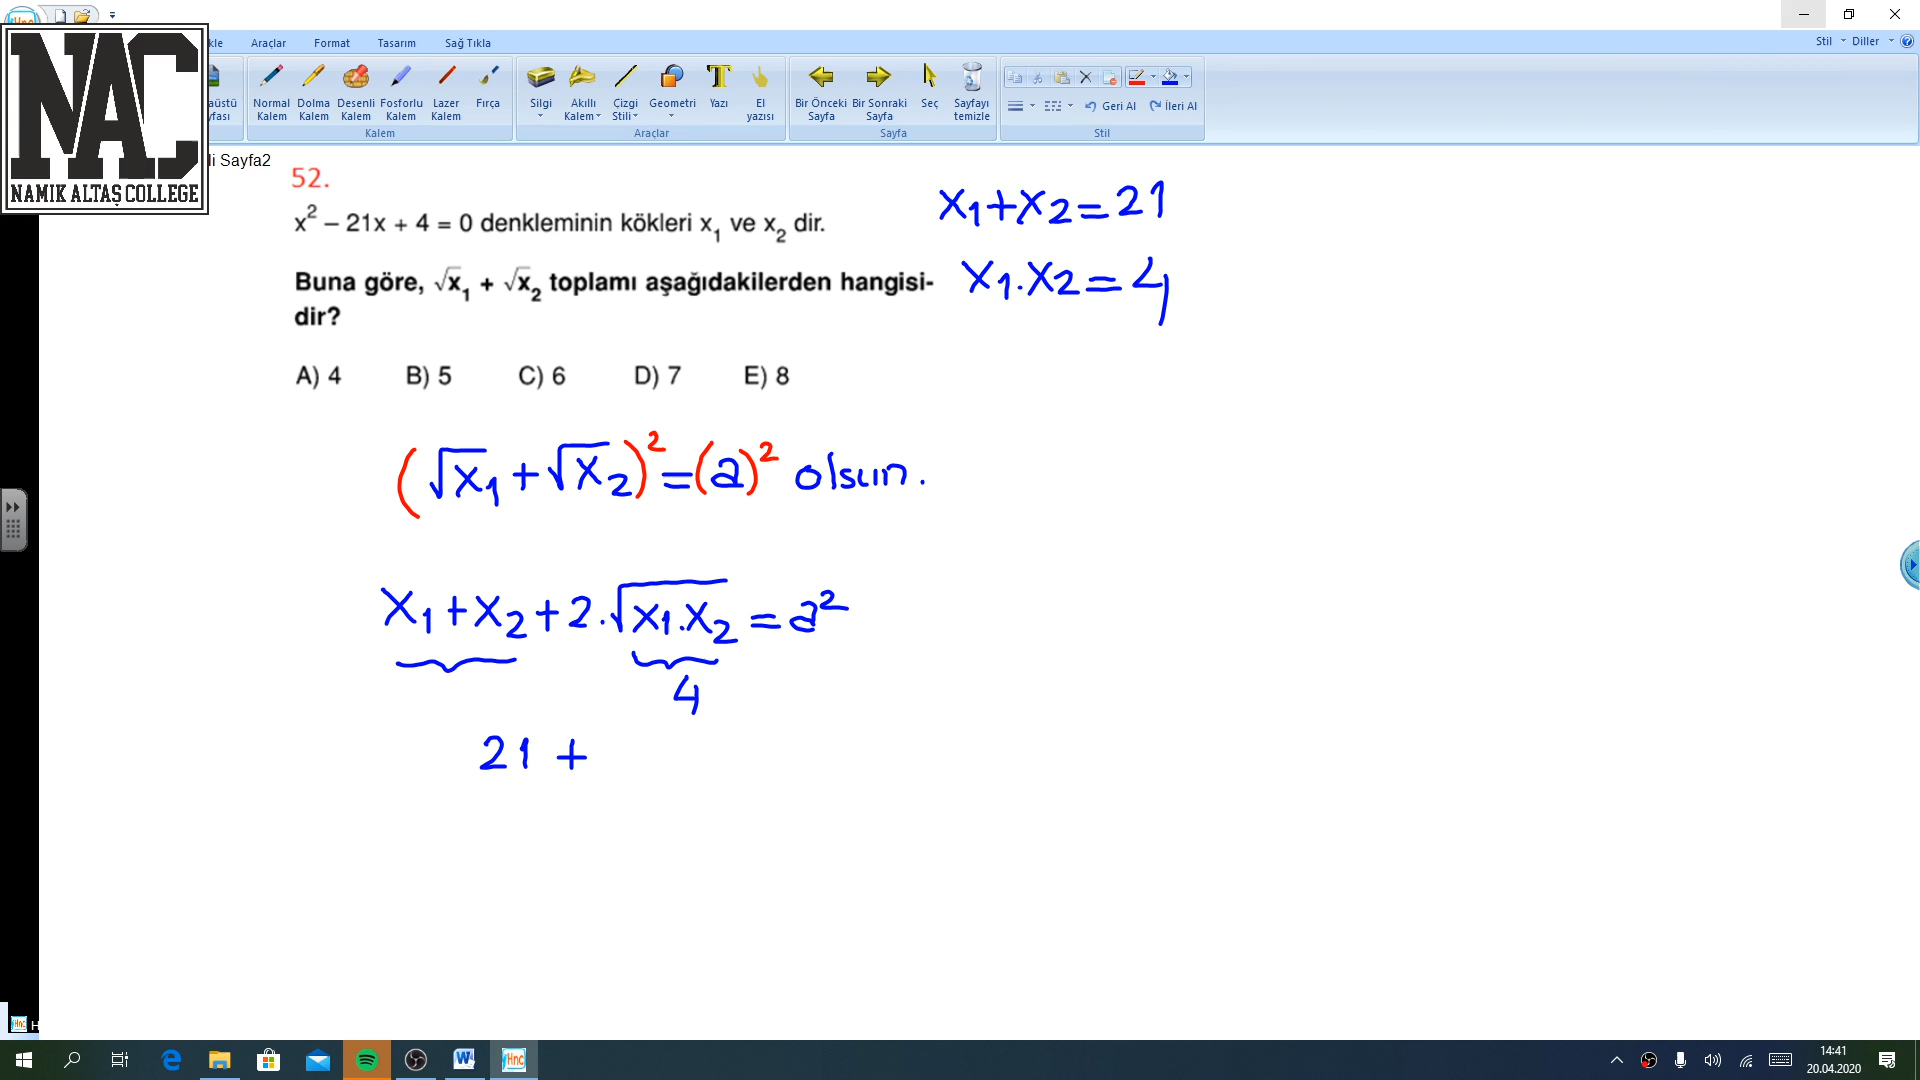 Araçlar Format Tasarım Sağ Tıkla Stil Diller
Normal Kalem Dolma Kalem Desenli Kalem Fosforlu Kalem Lazer Kalem Fırça
Kalem
Silgi Akıllı Kalem Çizgi Stili Geometri Yazı El yazısı
Araçlar
Bir Önceki Sayfa Bir Sonraki Sayfa Seç Sayfayı temizle
Sayfa
Geri Al İleri Al
Stil
NAC
NAMIK ALTAŞ COLLEGE
li Sayfa2
52.
x² – 21x + 4 = 0 denkleminin kökleri x₁ ve x₂ dir.
Buna göre, √x₁ + √x₂ toplamı aşağıdakilerden hangisi-
dir?
A) 4 B) 5 C) 6 D) 7 E) 8
x₁+x₂=21
x₁.x₂=4
(√x₁+√x₂)²=(a)² olsun.
x₁+x₂+2.√x₁.x₂=a²
4
21 +
14:41
20.04.2020